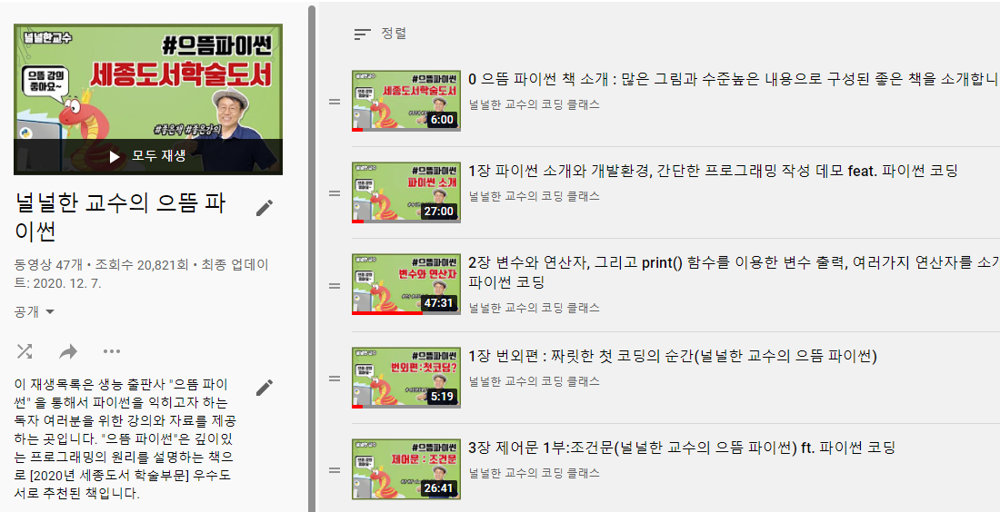 널널한교수
#으뜸파이썬
으뜸 강의
좋아요~
세종도서학술도서
#좋은책 #좋은강의
모두 재생
널널한 교수의 으뜸 파
이썬
동영상 47개 • 조회수 20,821회 • 최종 업데이
트: 2020. 12. 7.
공개
이 재생목록은 생능 출판사 "으뜸 파이
썬" 을 통해서 파이썬을 익히고자 하는
독자 여러분을 위한 강의와 자료를 제공
하는 곳입니다. "으뜸 파이썬"은 깊이있
는 프로그래밍의 원리를 설명하는 책으
로 [2020년 세종도서 학술부문] 우수도
서로 추천된 책입니다.
정렬
#으뜸파이썬
세종도서학술도서
6:00
0 으뜸 파이썬 책 소개 : 많은 그림과 수준높은 내용으로 구성된 좋은 책을 소개합니
널널한 교수의 코딩 클래스
#으뜸파이썬
파이썬 소개
27:00
1장 파이썬 소개와 개발환경, 간단한 프로그래밍 작성 데모 feat. 파이썬 코딩
널널한 교수의 코딩 클래스
#으뜸파이썬
변수와 연산자
47:31
2장 변수와 연산자, 그리고 print() 함수를 이용한 변수 출력, 여러가지 연산자를 소개
파이썬 코딩
널널한 교수의 코딩 클래스
#으뜸파이썬
번외편:첫코딩?
5:19
1장 번외편 : 짜릿한 첫 코딩의 순간(널널한 교수의 으뜸 파이썬)
널널한 교수의 코딩 클래스
#으뜸파이썬
제어문 : 조건문
26:41
3장 제어문 1부:조건문(널널한 교수의 으뜸 파이썬) ft. 파이썬 코딩
널널한 교수의 코딩 클래스